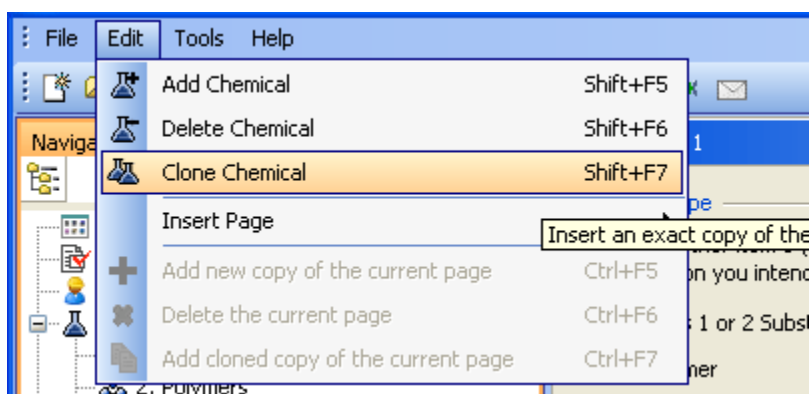 File Edit Tools Help
Add Chemical Shift+F5
Delete Chemical Shift+F6
Naviga 1
Clone Chemical Shift+F7
pe
Insert Page
Insert an exact copy of the
Add new copy of the current page Ctrl+F5 on you intend
Delete the current page Ctrl+F6 1 or 2 Subst
Add cloned copy of the current page Ctrl+F7 mer
2. Polymers